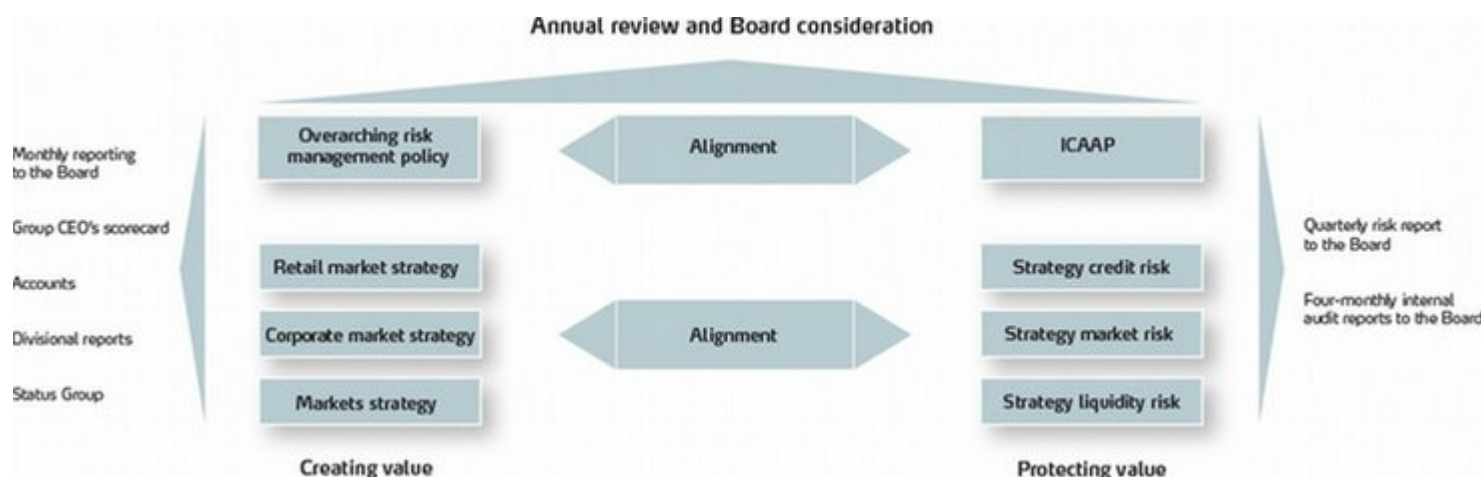 Annual review and Board consideration
Overarching risk
management policy
Alignment
ICAAP
Monthly reporting
to the Board
Group CEO's scorecard
Accounts
Divisional reports
Status Group
Retail market strategy
Corporate market strategy
Markets strategy
Alignment
Strategy credit risk
Strategy market risk
Strategy liquidity risk
Quarterly risk report
to the Board
Four-monthly internal
audit reports to the Board
Creating value
Protecting value